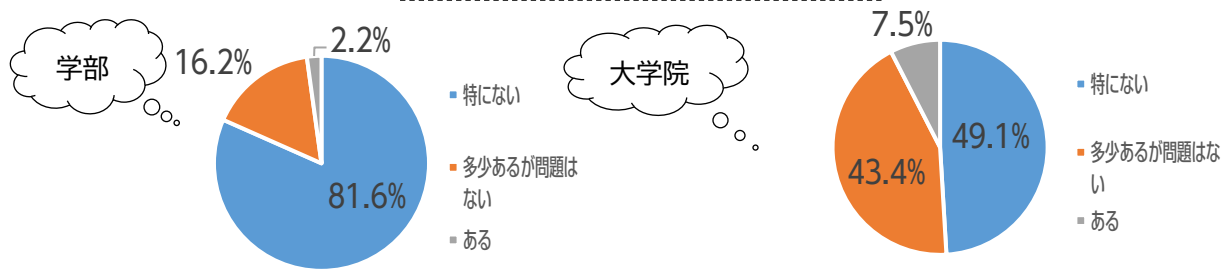 学部
16.2%
2.2%
81.6%
特にない
多少あるが問題は
ない
ある
大学院
7.5%
49.1%
43.4%
特にない
多少あるが問題はな
い
ある